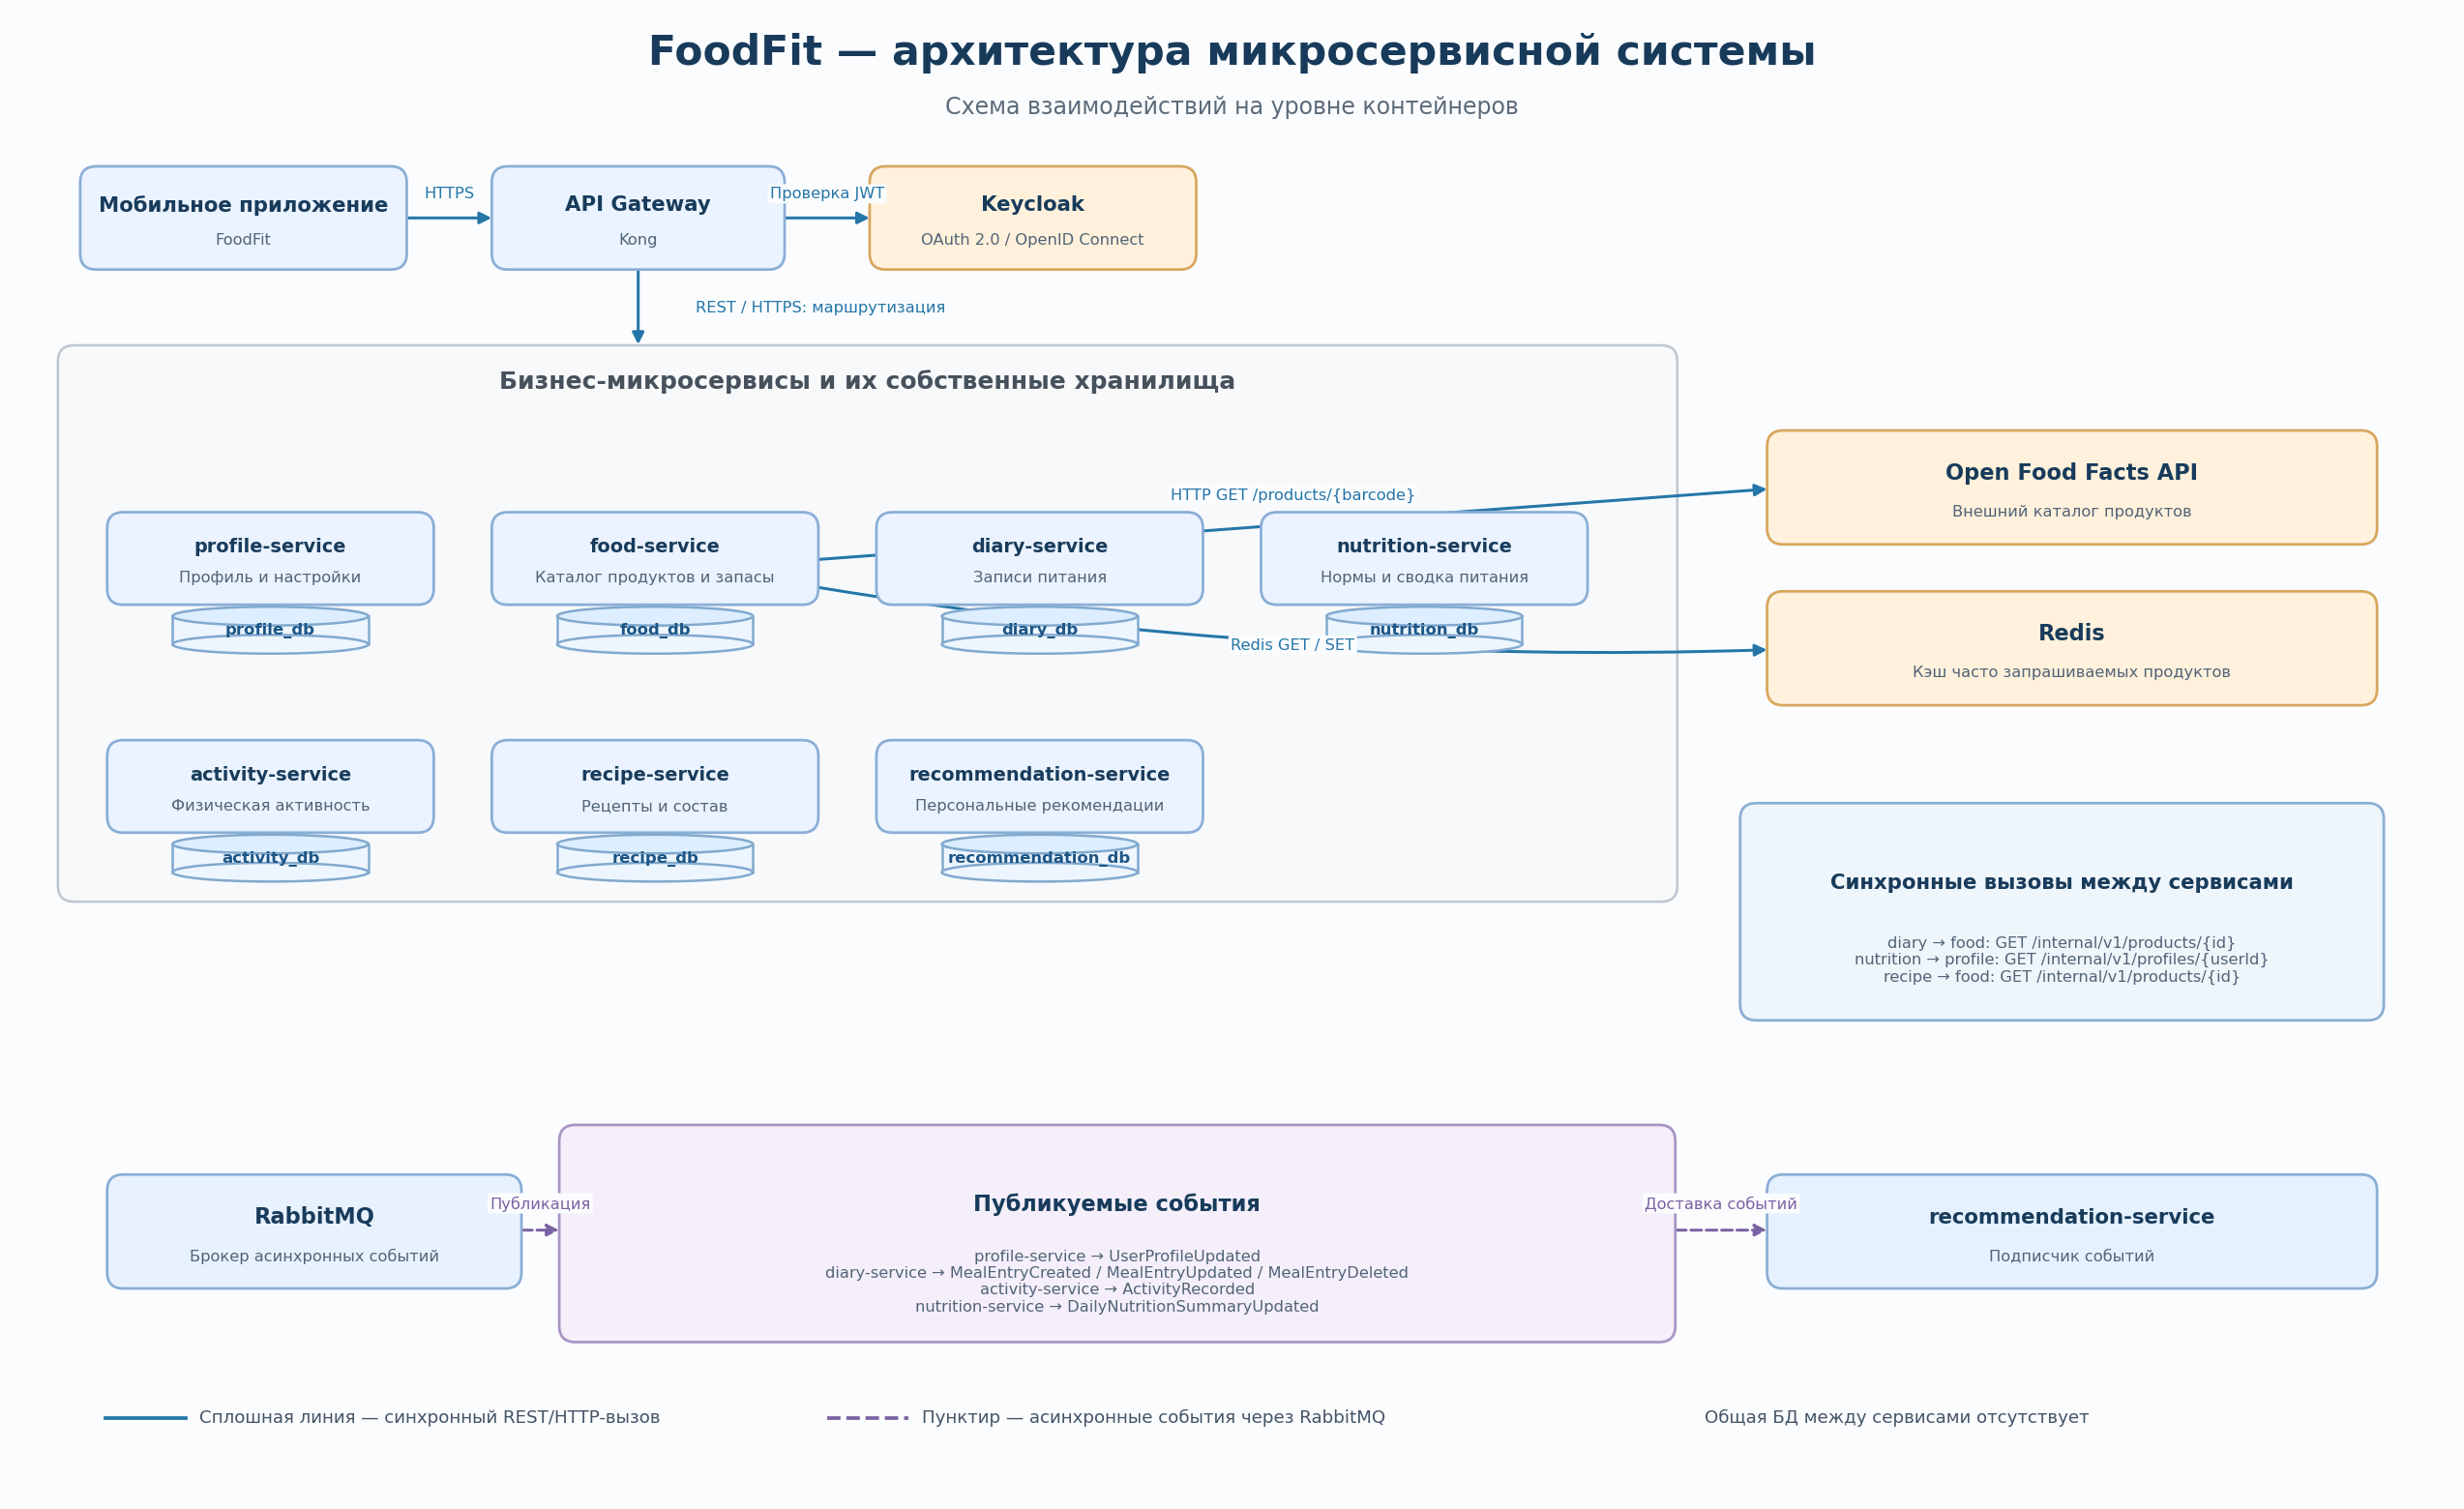 FoodFit — архитектура микросервисной системы
Схема взаимодействий на уровне контейнеров
Мобильное приложение
FoodFit
HTTPS
API Gateway
Kong
Проверка JWT
Keycloak
OAuth 2.0 / OpenID Connect
REST / HTTPS: маршрутизация
Бизнес-микросервисы и их собственные хранилища
HTTP GET /products/{barcode}
Open Food Facts API
Внешний каталог продуктов
profile-service
Профиль и настройки
profile_db
food-service
Каталог продуктов и запасы
food_db
diary-service
Записи питания
diary_db
nutrition-service
Нормы и сводка питания
nutrition_db
Redis GET / SET
Redis
Кэш часто запрашиваемых продуктов
activity-service
Физическая активность
activity_db
recipe-service
Рецепты и состав
recipe_db
recommendation-service
Персональные рекомендации
recommendation_db
Синхронные вызовы между сервисами
diary → food: GET /internal/v1/products/{id}
nutrition → profile: GET /internal/v1/profiles/{userId}
recipe → food: GET /internal/v1/products/{id}
RabbitMQ
Брокер асинхронных событий
Публикация
Публикуемые события
profile-service → UserProfileUpdated
diary-service → MealEntryCreated / MealEntryUpdated / MealEntryDeleted
activity-service → ActivityRecorded
nutrition-service → DailyNutritionSummaryUpdated
Доставка событий
recommendation-service
Подписчик событий
Сплошная линия — синхронный REST/HTTP-вызов
Пунктир — асинхронные события через RabbitMQ
Общая БД между сервисами отсутствует